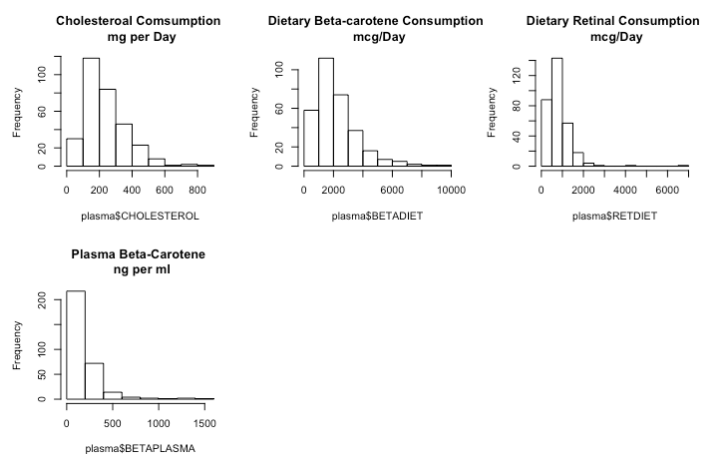 Cholesteroal Comsumption
mg per Day
Frequency
0 20 60 100
0 200 400 600 800
plasma$CHOLESTEROL
Dietary Beta-carotene Consumption
mcg/Day
Frequency
0 20 60 100
0 2000 6000 10000
plasma$BETADIET
Dietary Retinal Consumption
mcg/Day
Frequency
0 40 80 120
0 2000 4000 6000
plasma$RETDIET
Plasma Beta-Carotene
ng per ml
Frequency
0 50 100 200
0 500 1000 1500
plasma$BETAPLASMA